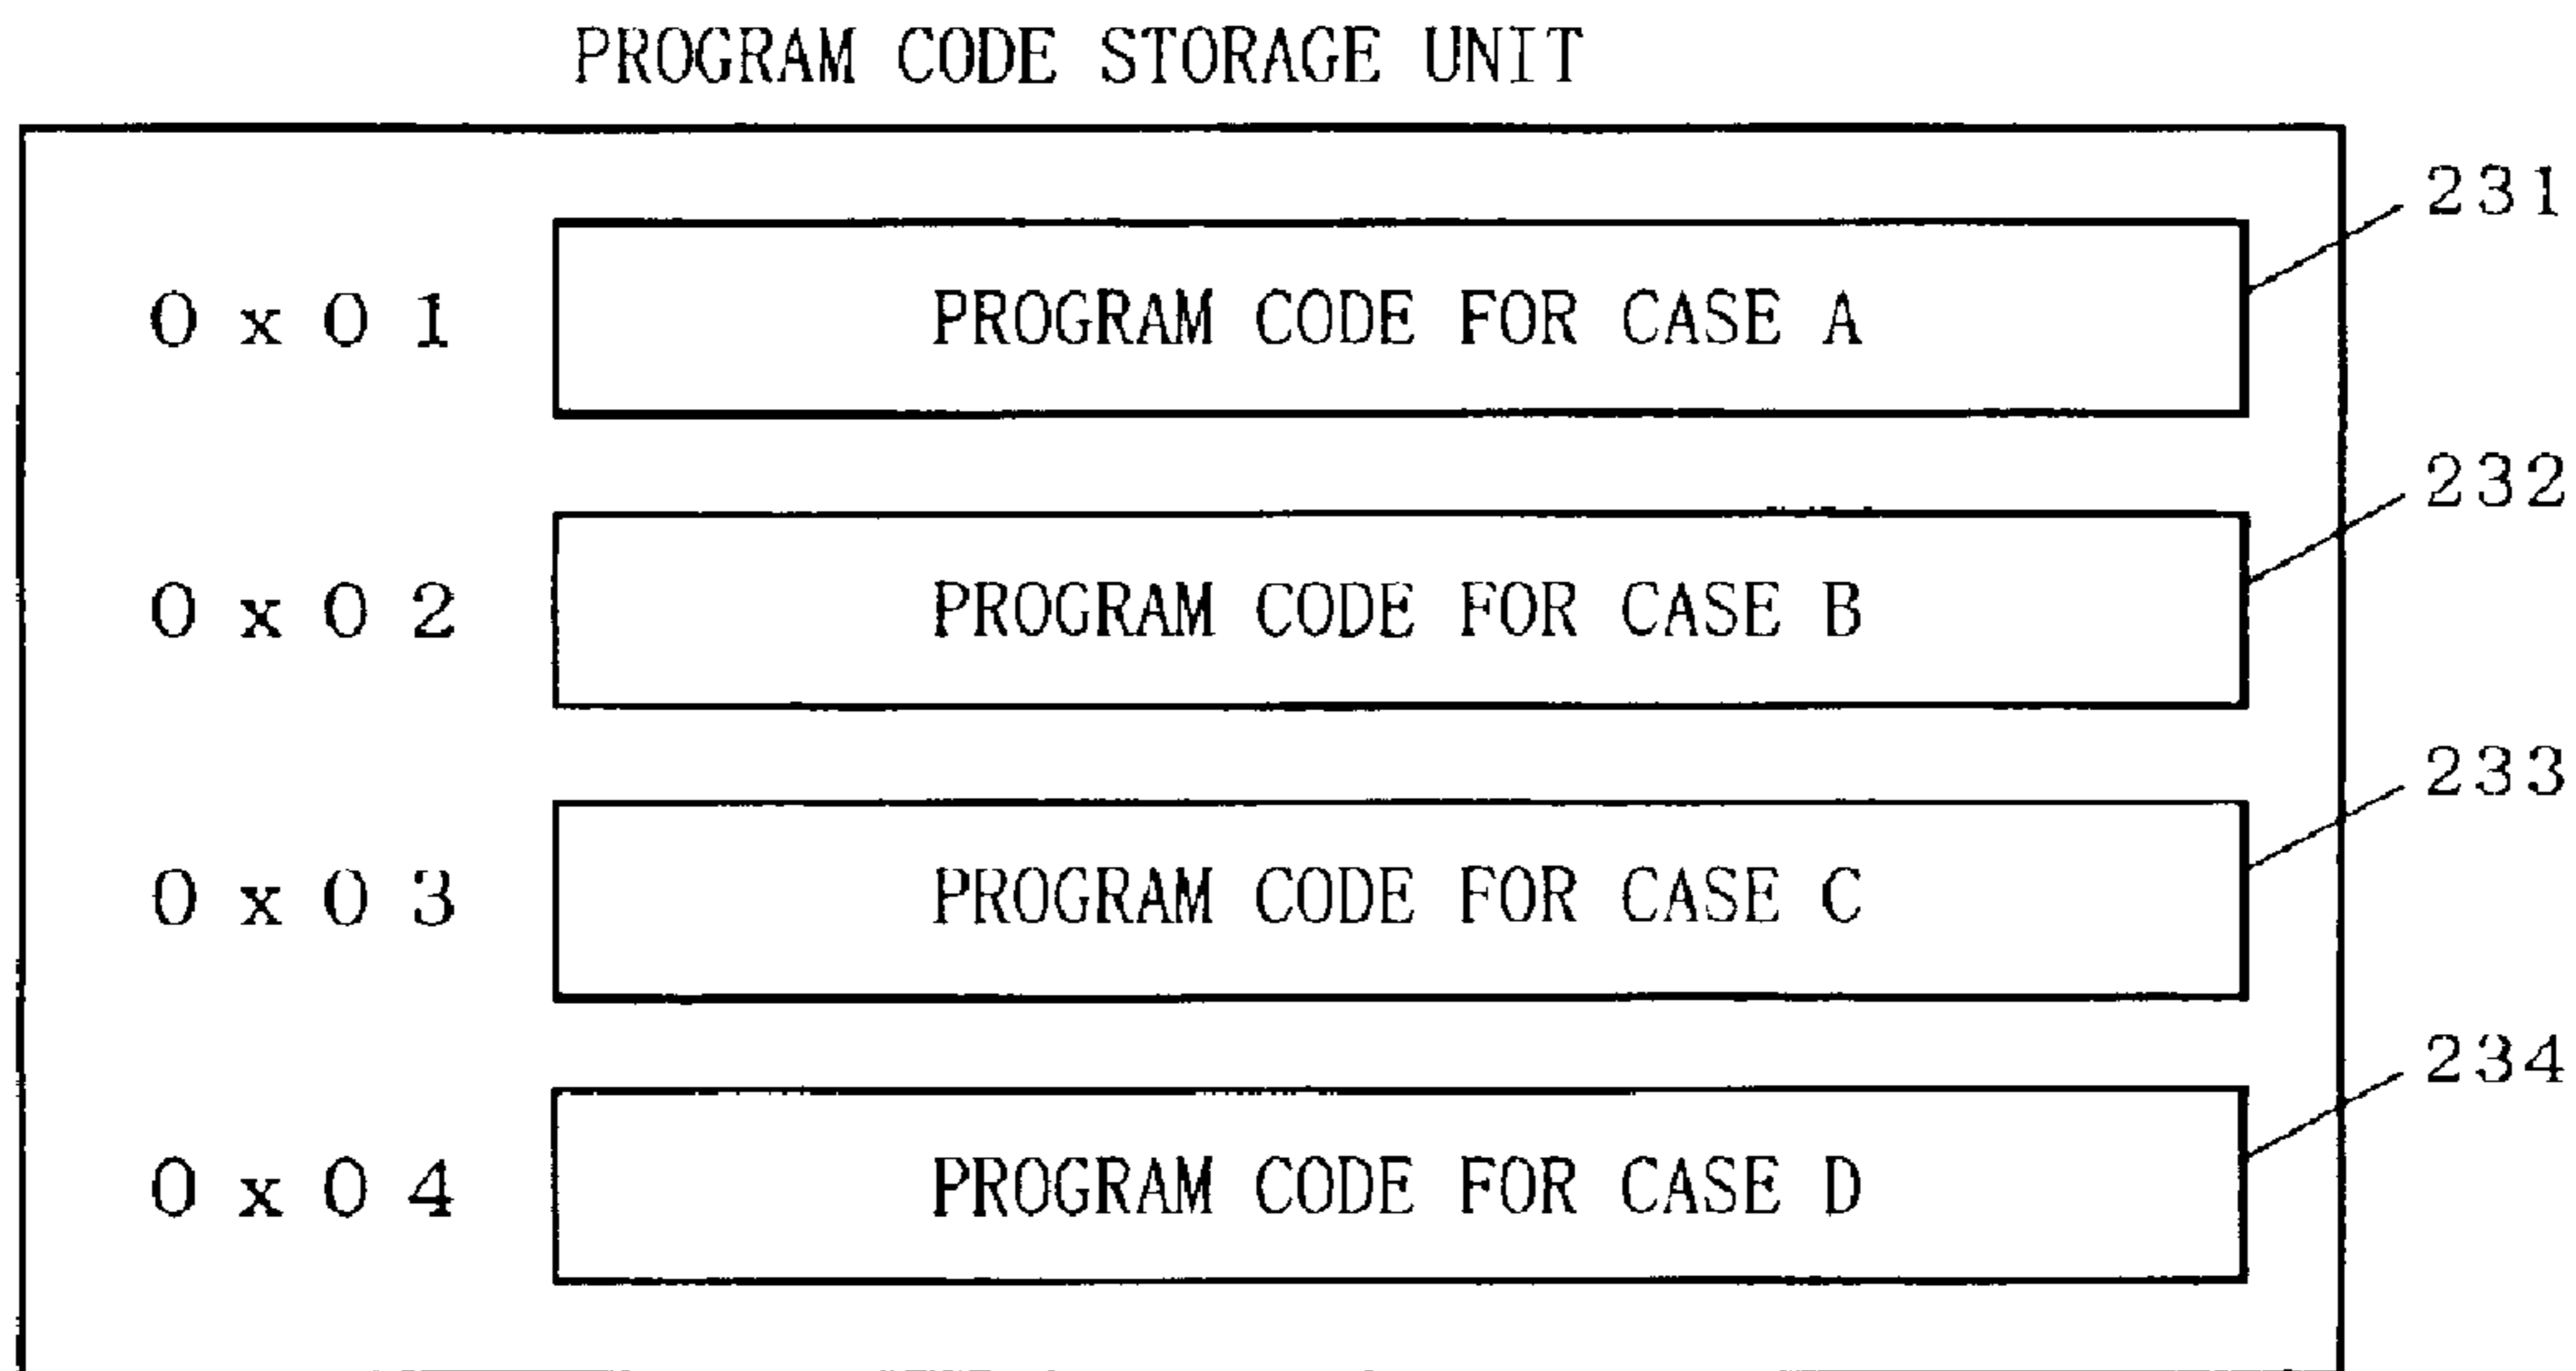 PROGRAM CODE STORAGE UNIT
231
0x01 PROGRAM CODE FOR CASE A
232
0x02 PROGRAM CODE FOR CASE B
233
0x03 PROGRAM CODE FOR CASE C
234
0x04 PROGRAM CODE FOR CASE D